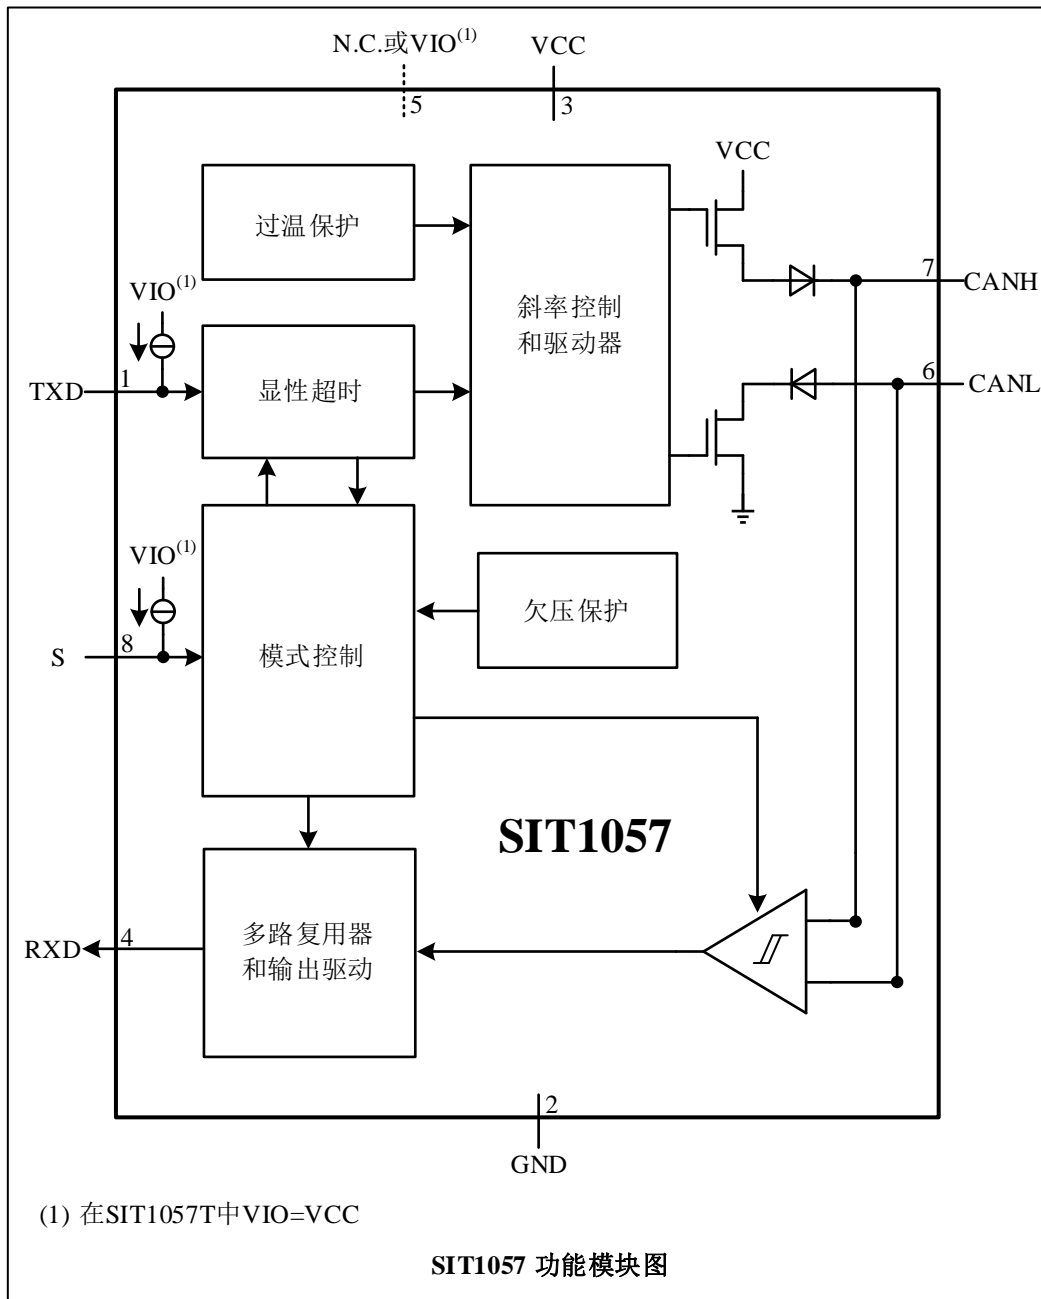 N.C.或VIO(1)
VCC
5
3
VCC
过温保护
7
CANH
VIO(1)
斜率控制
和驱动器
TXD
1
显性超时
6
CANL
VIO(1)
欠压保护
S
8
模式控制
SIT1057
多路复用器
和输出驱动
RXD
4
2
GND
(1) 在SIT1057T中VIO=VCC
SIT1057 功能模块图